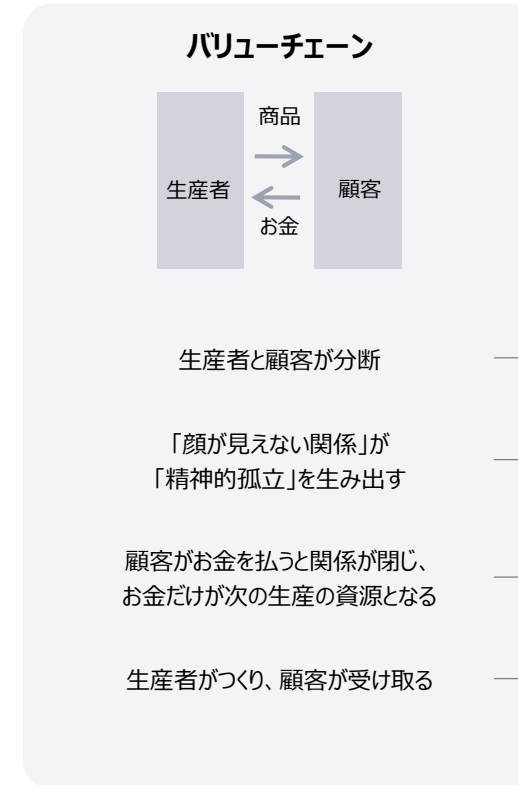 バリューチェーン
商品
生産者
顧客
お金
生産者と顧客が分断
「顔が見えない関係」が
「精神的孤立」を生み出す
顧客がお金を払うと関係が閉じ、
お金だけが次の生産の資源となる
生産者がつくり、顧客が受け取る